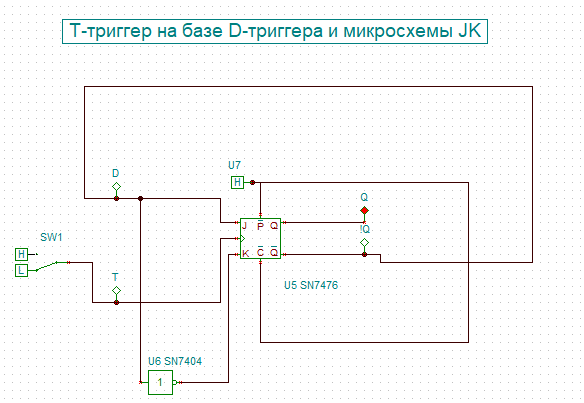 Т-триггер на базе D-триггера и микросхемы JK
U7
D
H
Q
J P Q
!Q
SW1
H
K C Q
L
T
U5 SN7476
U6 SN7404
1